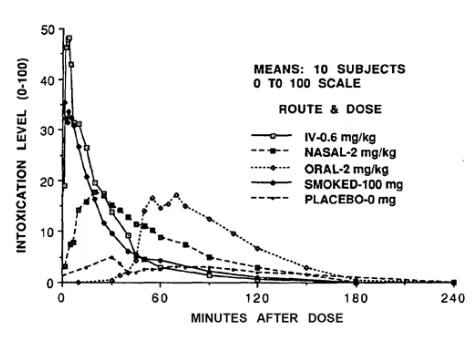 50
40
30
20
10
0
INTOXICATION LEVEL (0-100)
MEANS: 10 SUBJECTS
0 TO 100 SCALE
ROUTE & DOSE
IV-0.6 mg/kg
NASAL-2 mg/kg
ORAL-2 mg/kg
SMOKED-100 mg
PLACEBO-0 mg
0 60 120 180 240
MINUTES AFTER DOSE